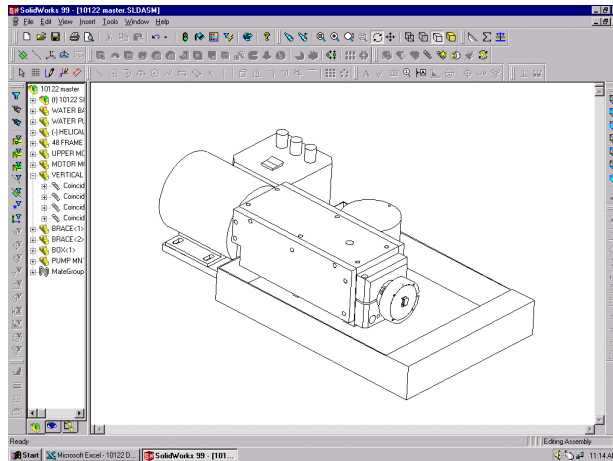 SolidWorks 99 - [10122 master.SLDASM]
File Edit View Insert Tools Window Help
10122 master
(f) 10122 SI
WATER BA
WATER PU
(-) HELICAL
48 FRAME
UPPER MO
MOTOR MO
VERTICAL
Coincid
Coincid
Coincid
Coincid
BRACE<1>
BRACE<2>
BOX<1>
PUMP MN
MateGroup
Ready
Editing Assembly
Start Microsoft Excel - 10122 D... SolidWorks 99 - [101... 11:14 A